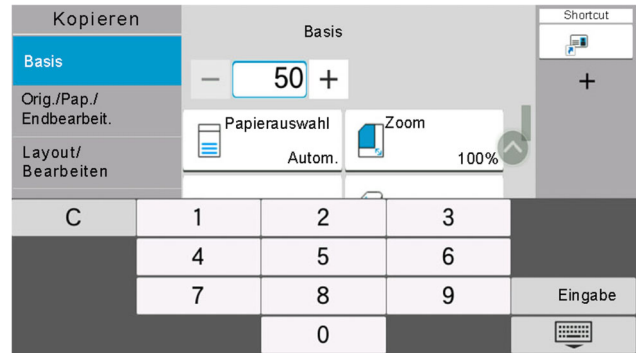 Kopieren
Basis
Shortcut
Basis
− 50 +
+
Orig./Pap./
Endbearbeit.
Papierauswahl
Autom.
Zoom
100%
Layout/
Bearbeiten
C 1 2 3
4 5 6
7 8 9 Eingabe
0